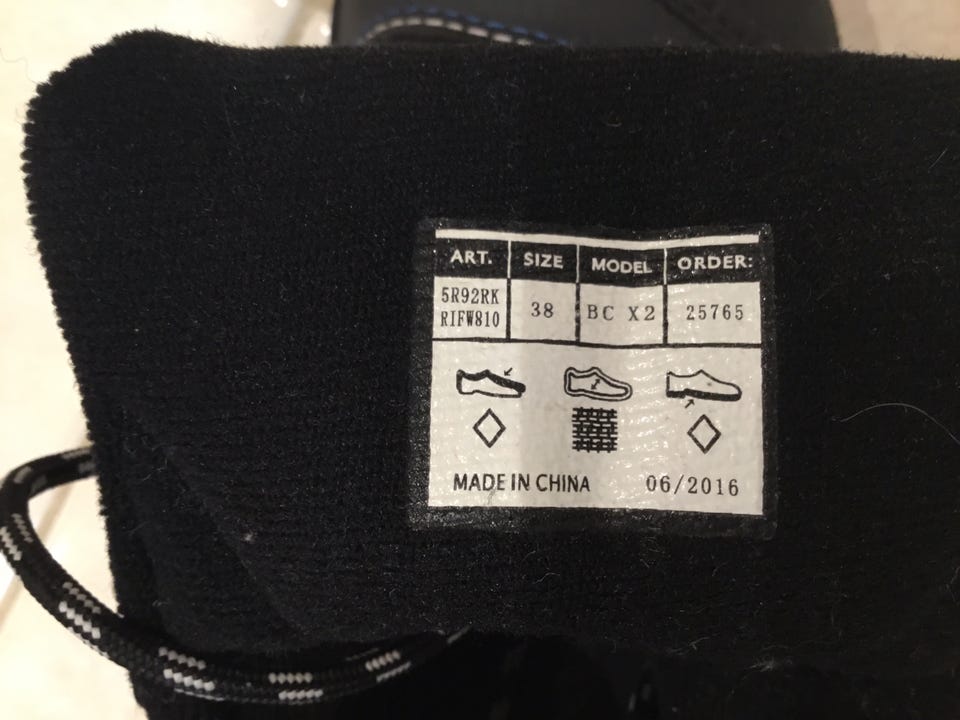 ART. SIZE MODEL ORDER:
5R92RK
RIFW810 38 BC X2 25765
MADE IN CHINA 06/2016